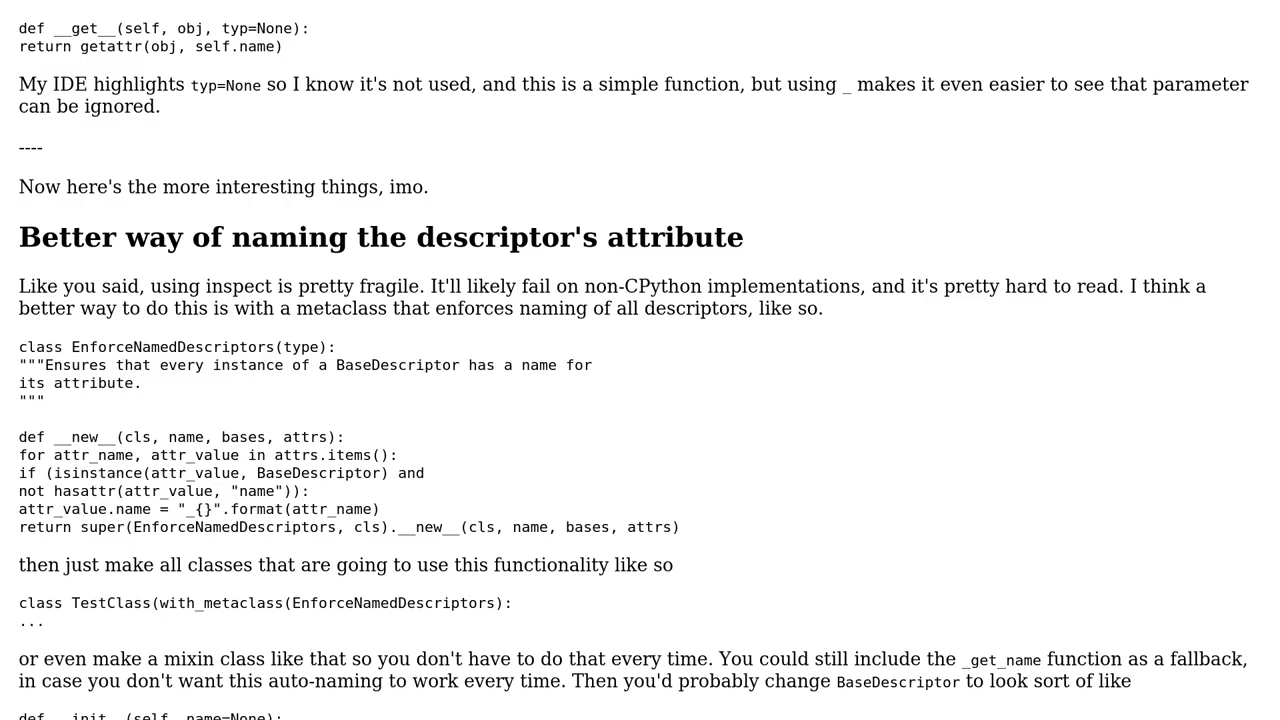 def __get__(self, obj, typ=None):
return getattr(obj, self.name)
My IDE highlights typ=None so I know it's not used, and this is a simple function, but using _ makes it even easier to see that parameter
can be ignored.
----
Now here's the more interesting things, imo.
Better way of naming the descriptor's attribute
Like you said, using inspect is pretty fragile. It'll likely fail on non-CPython implementations, and it's pretty hard to read. I think a
better way to do this is with a metaclass that enforces naming of all descriptors, like so.
class EnforceNamedDescriptors(type):
"""Ensures that every instance of a BaseDescriptor has a name for
its attribute.
"""
def __new__(cls, name, bases, attrs):
for attr_name, attr_value in attrs.items():
if (isinstance(attr_value, BaseDescriptor) and
not hasattr(attr_value, "name")):
attr_value.name = "_{}".format(attr_name)
return super(EnforceNamedDescriptors, cls).__new__(cls, name, bases, attrs)
then just make all classes that are going to use this functionality like so
class TestClass(with_metaclass(EnforceNamedDescriptors):
...
or even make a mixin class like that so you don't have to do that every time. You could still include the _get_name function as a fallback,
in case you don't want this auto-naming to work every time. Then you'd probably change BaseDescriptor to look sort of like
def __init__(self, name=None):